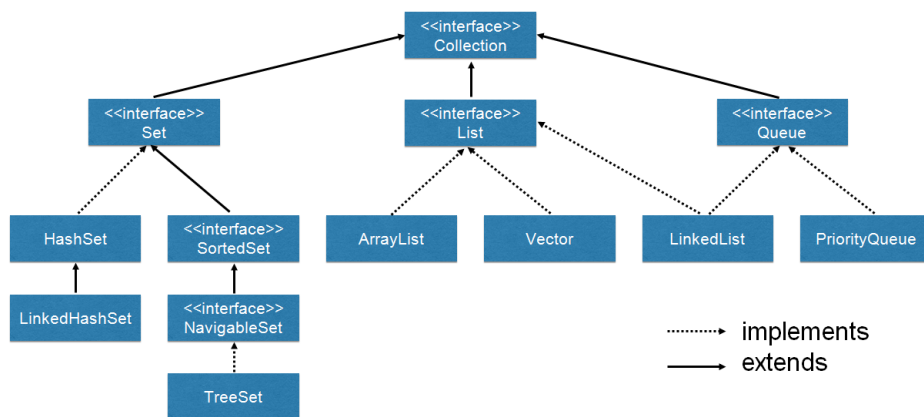 <<interface>>
Collection
<<interface>>
Set
<<interface>>
List
<<interface>>
Queue
HashSet
<<interface>>
SortedSet
ArrayList
Vector
LinkedList
PriorityQueue
LinkedHashSet
<<interface>>
NavigableSet
TreeSet
implements
extends